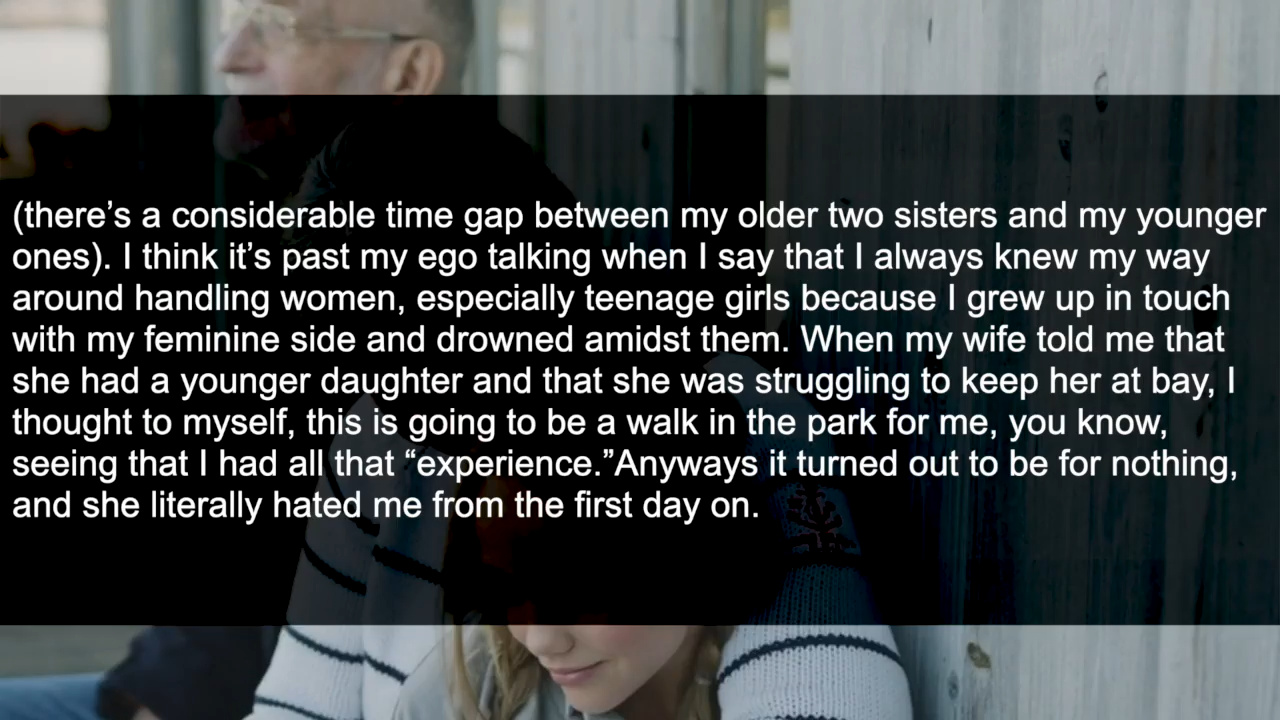 (there’s a considerable time gap between my older two sisters and my younger
ones). I think it’s past my ego talking when I say that I always knew my way
around handling women, especially teenage girls because I grew up in touch
with my feminine side and drowned amidst them. When my wife told me that
she had a younger daughter and that she was struggling to keep her at bay, I
thought to myself, this is going to be a walk in the park for me, you know,
seeing that I had all that “experience.”Anyways it turned out to be for nothing,
and she literally hated me from the first day on.